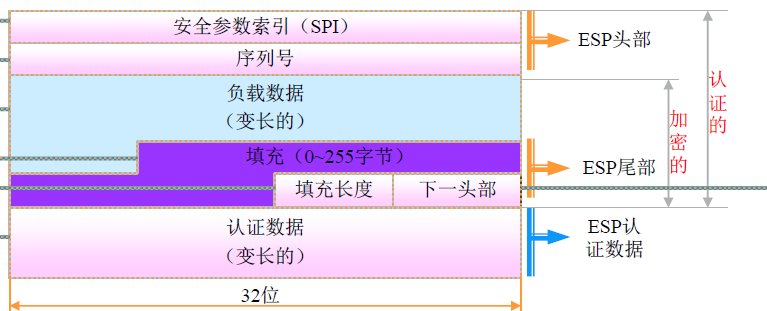 安全参数索引（SPI）
ESP头部
序列号
负载数据
（变长的）
认证的
加密的
填充（0~255字节）
ESP尾部
填充长度
下一头部
认证数据
（变长的）
ESP认
证数据
32位